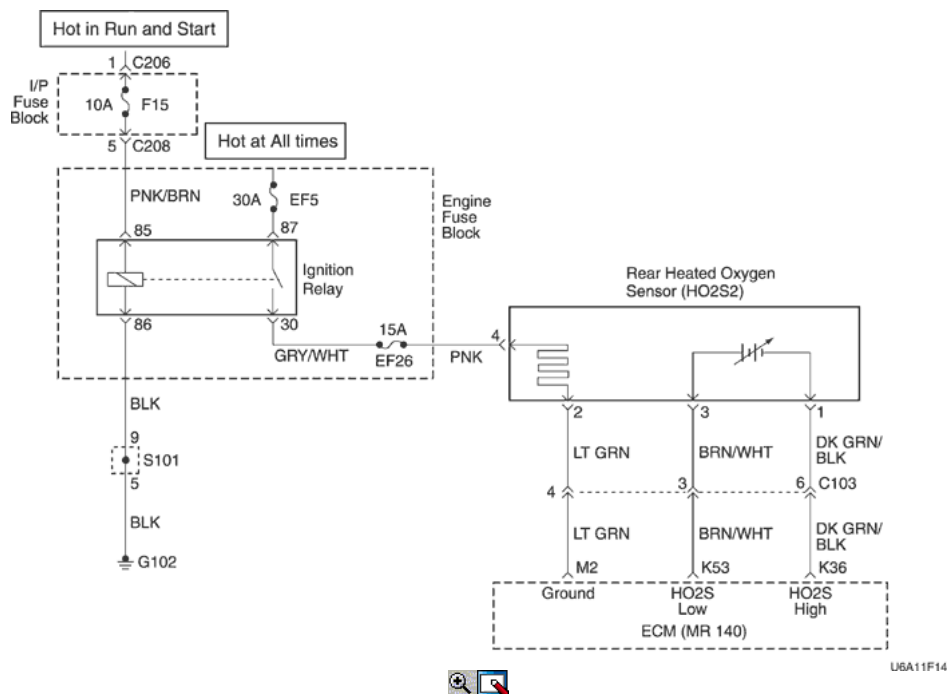 Hot in Run and Start
1 C206
I/P
Fuse
Block
10A F15
5 C208
Hot at All times
PNK/BRN
30A EF5
Engine
Fuse
Block
85
87
Ignition
Relay
86
30
15A
GRY/WHT
EF26
PNK
Rear Heated Oxygen
Sensor (HO2S2)
4
2
3
1
BLK
9
S101
5
BLK
G102
LT GRN
BRN/WHT
DK GRN/
BLK
4
3
6 C103
LT GRN
BRN/WHT
DK GRN/
BLK
M2
K53
K36
Ground
HO2S
Low
HO2S
High
ECM (MR 140)
U6A11F14